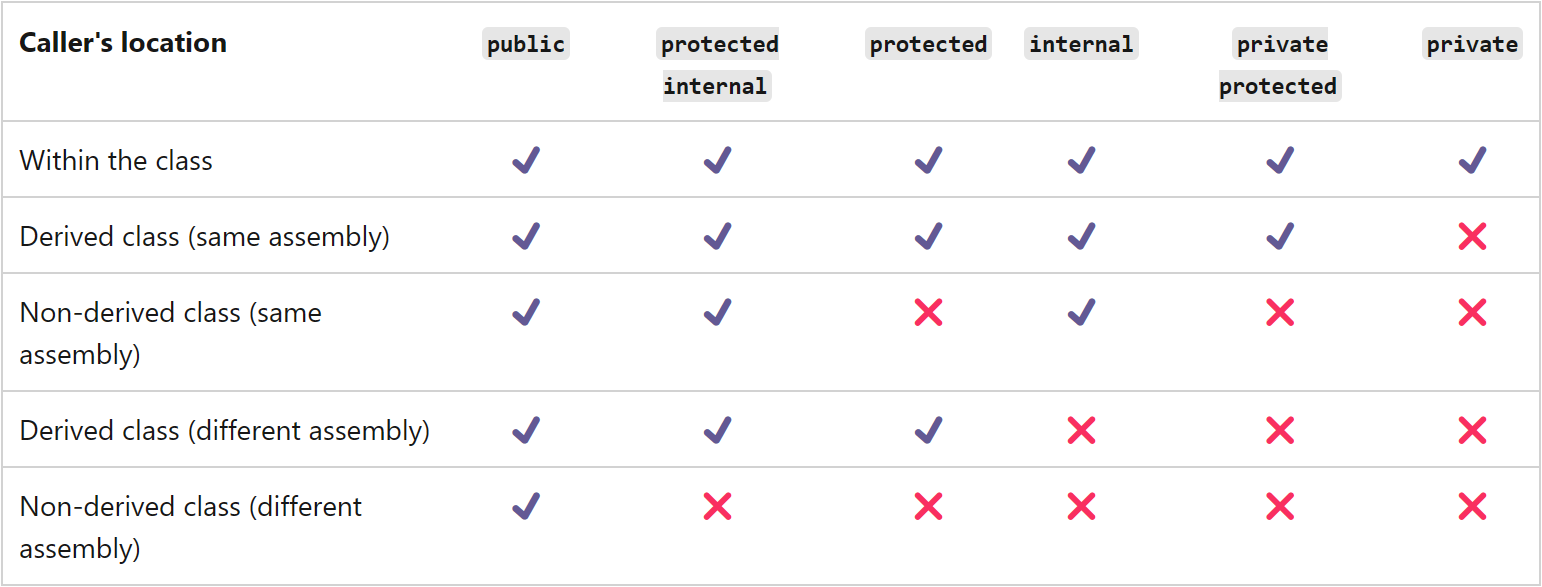 Caller's location public protected protected internal private private
internal protected
Within the class ✔ ✔ ✔ ✔ ✔ ✔
Derived class (same assembly) ✔ ✔ ✔ ✔ ✔ ❌
Non-derived class (same ✔ ✔ ❌ ✔ ❌ ❌
assembly)
Derived class (different assembly) ✔ ✔ ✔ ❌ ❌ ❌
Non-derived class (different ✔ ❌ ❌ ❌ ❌ ❌
assembly)